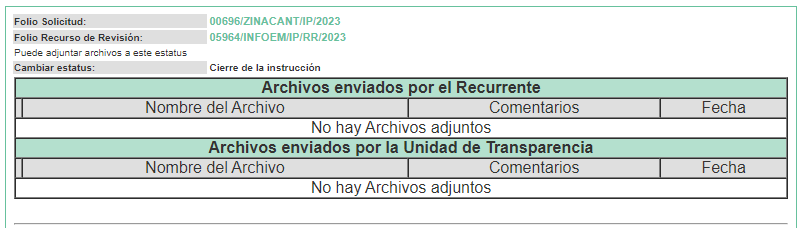 Folio Solicitud: 00696/ZINACANT/IP/2023
Folio Recurso de Revisión: 05964/INFOEM/IP/RR/2023
Puede adjuntar archivos a este estatus
Cambiar estatus: Cierre de la instrucción
Archivos enviados por el Recurrente
Nombre del Archivo Comentarios Fecha
No hay Archivos adjuntos
Archivos enviados por la Unidad de Transparencia
Nombre del Archivo Comentarios Fecha
No hay Archivos adjuntos